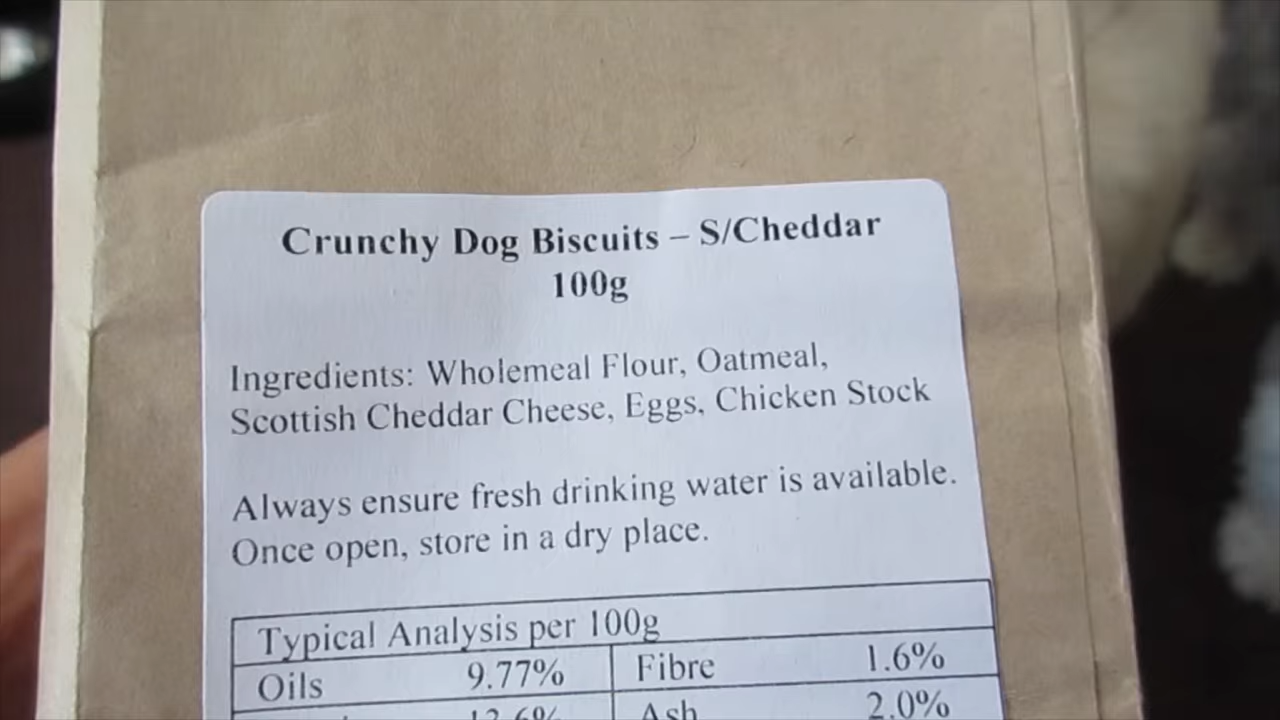 Crunchy Dog Biscuits – S/Cheddar
100g
Ingredients: Wholemeal Flour, Oatmeal,
Scottish Cheddar Cheese, Eggs, Chicken Stock
Always ensure fresh drinking water is available.
Once open, store in a dry place.
Typical Analysis per 100g
Oils 9.77% Fibre 1.6%
Ash 2.0%